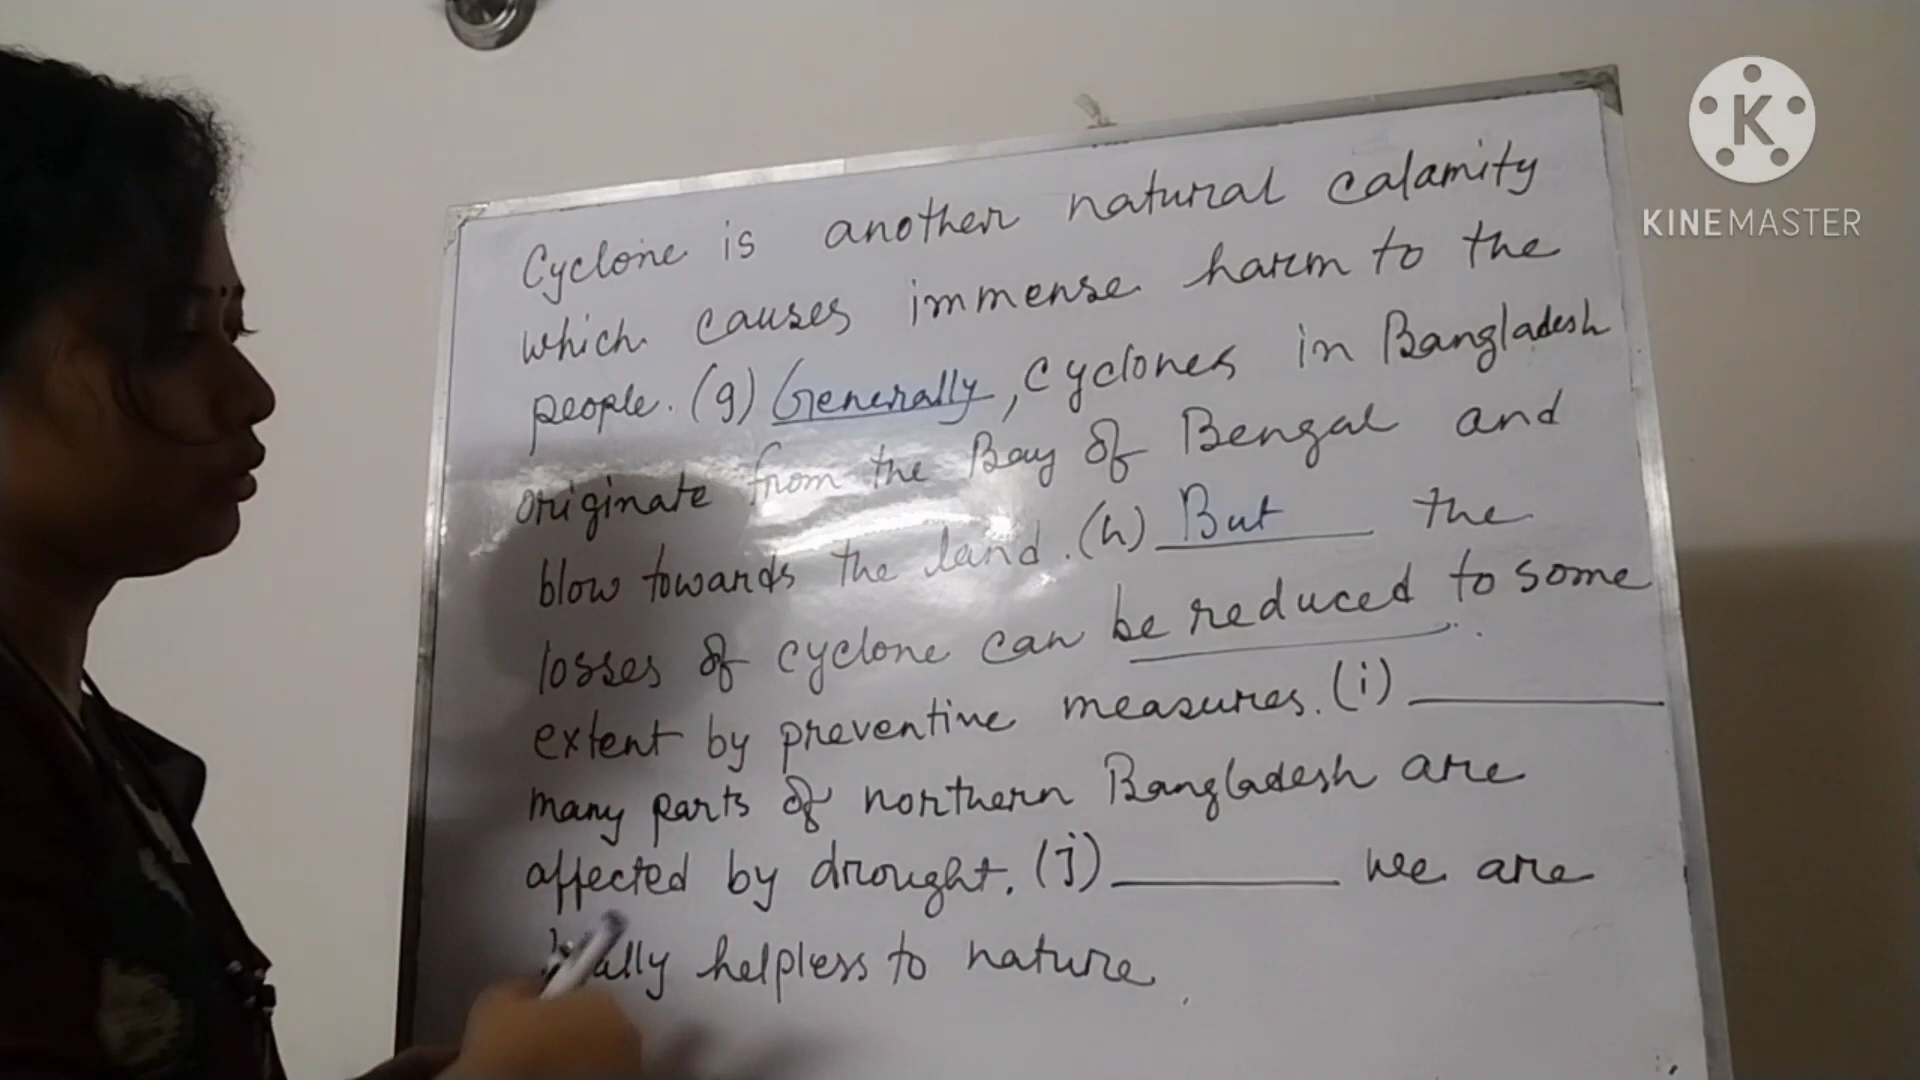 Cyclone is another natural calamity
which causes immense harm to the
people. (g) Generally, Cyclones in Bangladesh
originate from the Bay of Bengal and
blow towards the land. (h) But the
losses of cyclone can be reduced to some
extent by preventive measures. (i) ____
many parts of northern Bangladesh are
affected by drought. (j) ____ we are
helpless to nature.
K
KINEMASTER